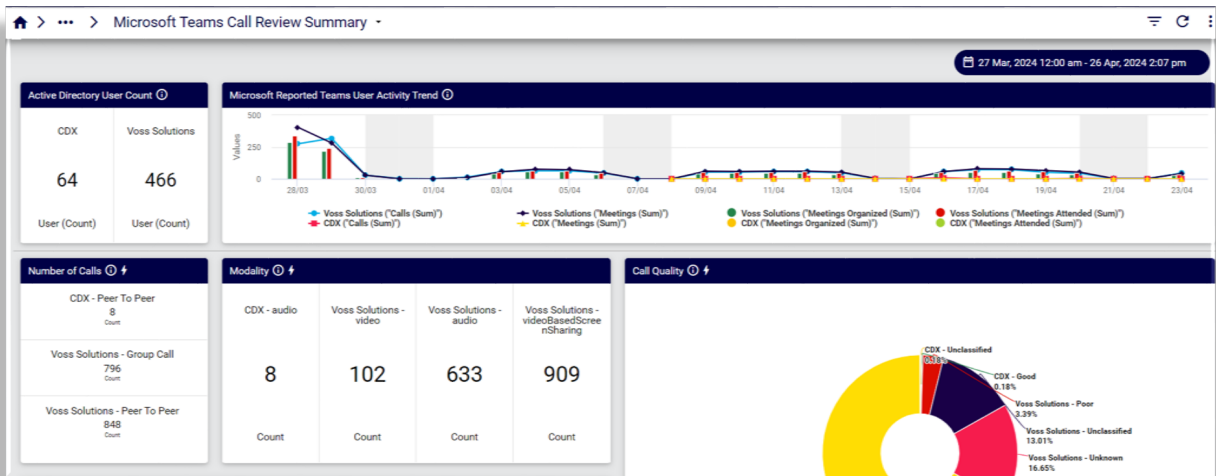 Microsoft Teams Call Review Summary
27 Mar, 2024 12:00 am - 26 Apr, 2024 2:07 pm
Active Directory User Count
CDX
Voss Solutions
64
466
User (Count)
User (Count)
Microsoft Reported Teams User Activity Trend
Values
500
250
0
28/03 30/03 01/04 03/04 05/04 07/04 09/04 11/04 13/04 15/04 17/04 19/04 21/04 23/04
Voss Solutions ("Calls (Sum)") Voss Solutions ("Meetings (Sum)") Voss Solutions ("Meetings Organized (Sum)") Voss Solutions ("Meetings Attended (Sum)")
CDX ("Calls (Sum)") CDX ("Meetings (Sum)") CDX ("Meetings Organized (Sum)") CDX ("Meetings Attended (Sum)")
Number of Calls
CDX - Peer To Peer
8
Count
Voss Solutions - Group Call
796
Count
Voss Solutions - Peer To Peer
848
Count
Modality
CDX - audio
8
Count
Voss Solutions -
video
102
Count
Voss Solutions -
audio
633
Count
Voss Solutions -
videoBasedScree
nSharing
909
Count
Call Quality
CDX - Unclassified
0.18%
CDX - Good
0.18%
Voss Solutions - Poor
3.39%
Voss Solutions - Unclassified
13.01%
Voss Solutions - Unknown
16.65%